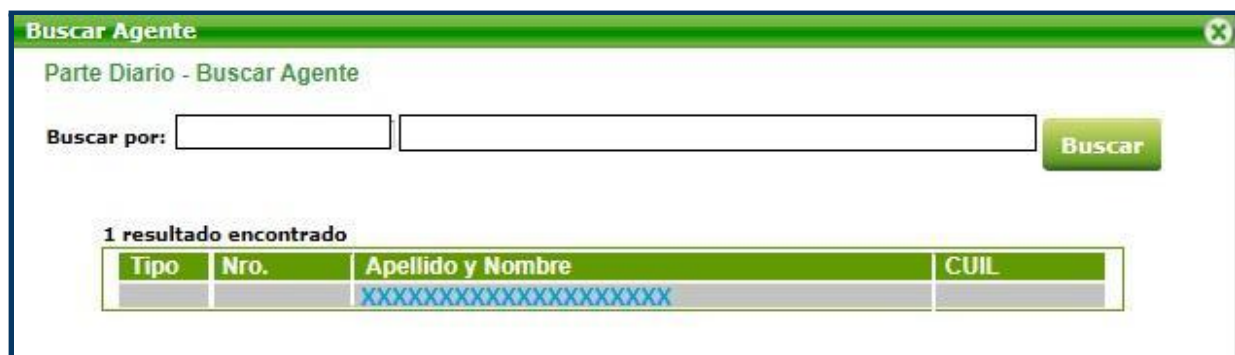 Buscar Agente
Parte Diario - Buscar Agente
Buscar por: Buscar
1 resultado encontrado
Tipo Nro. Apellido y Nombre CUIL
XXXXXXXXXXXXXXXXXXXX